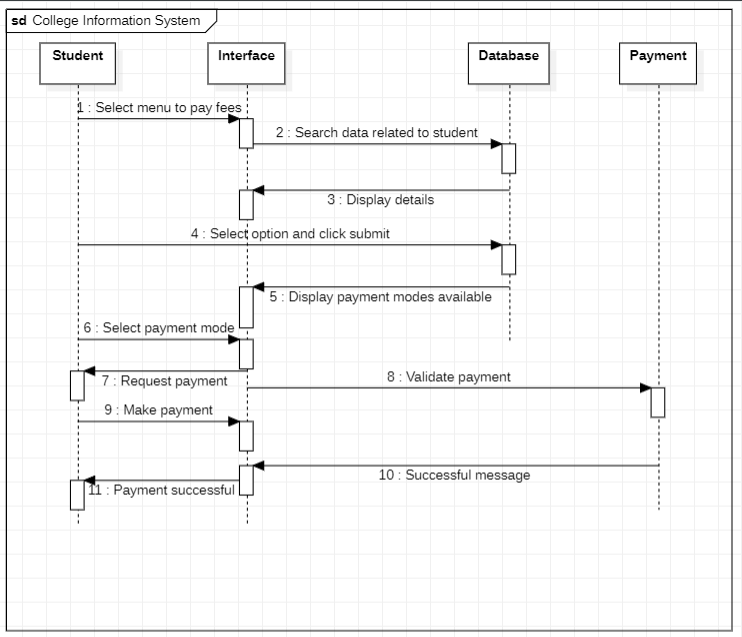 sd College Information System
Student
Interface
Database
Payment
1 : Select menu to pay fees
2 : Search data related to student
3 : Display details
4 : Select option and click submit
5 : Display payment modes available
6 : Select payment mode
7 : Request payment
8 : Validate payment
9 : Make payment
10 : Successful message
11 : Payment successful